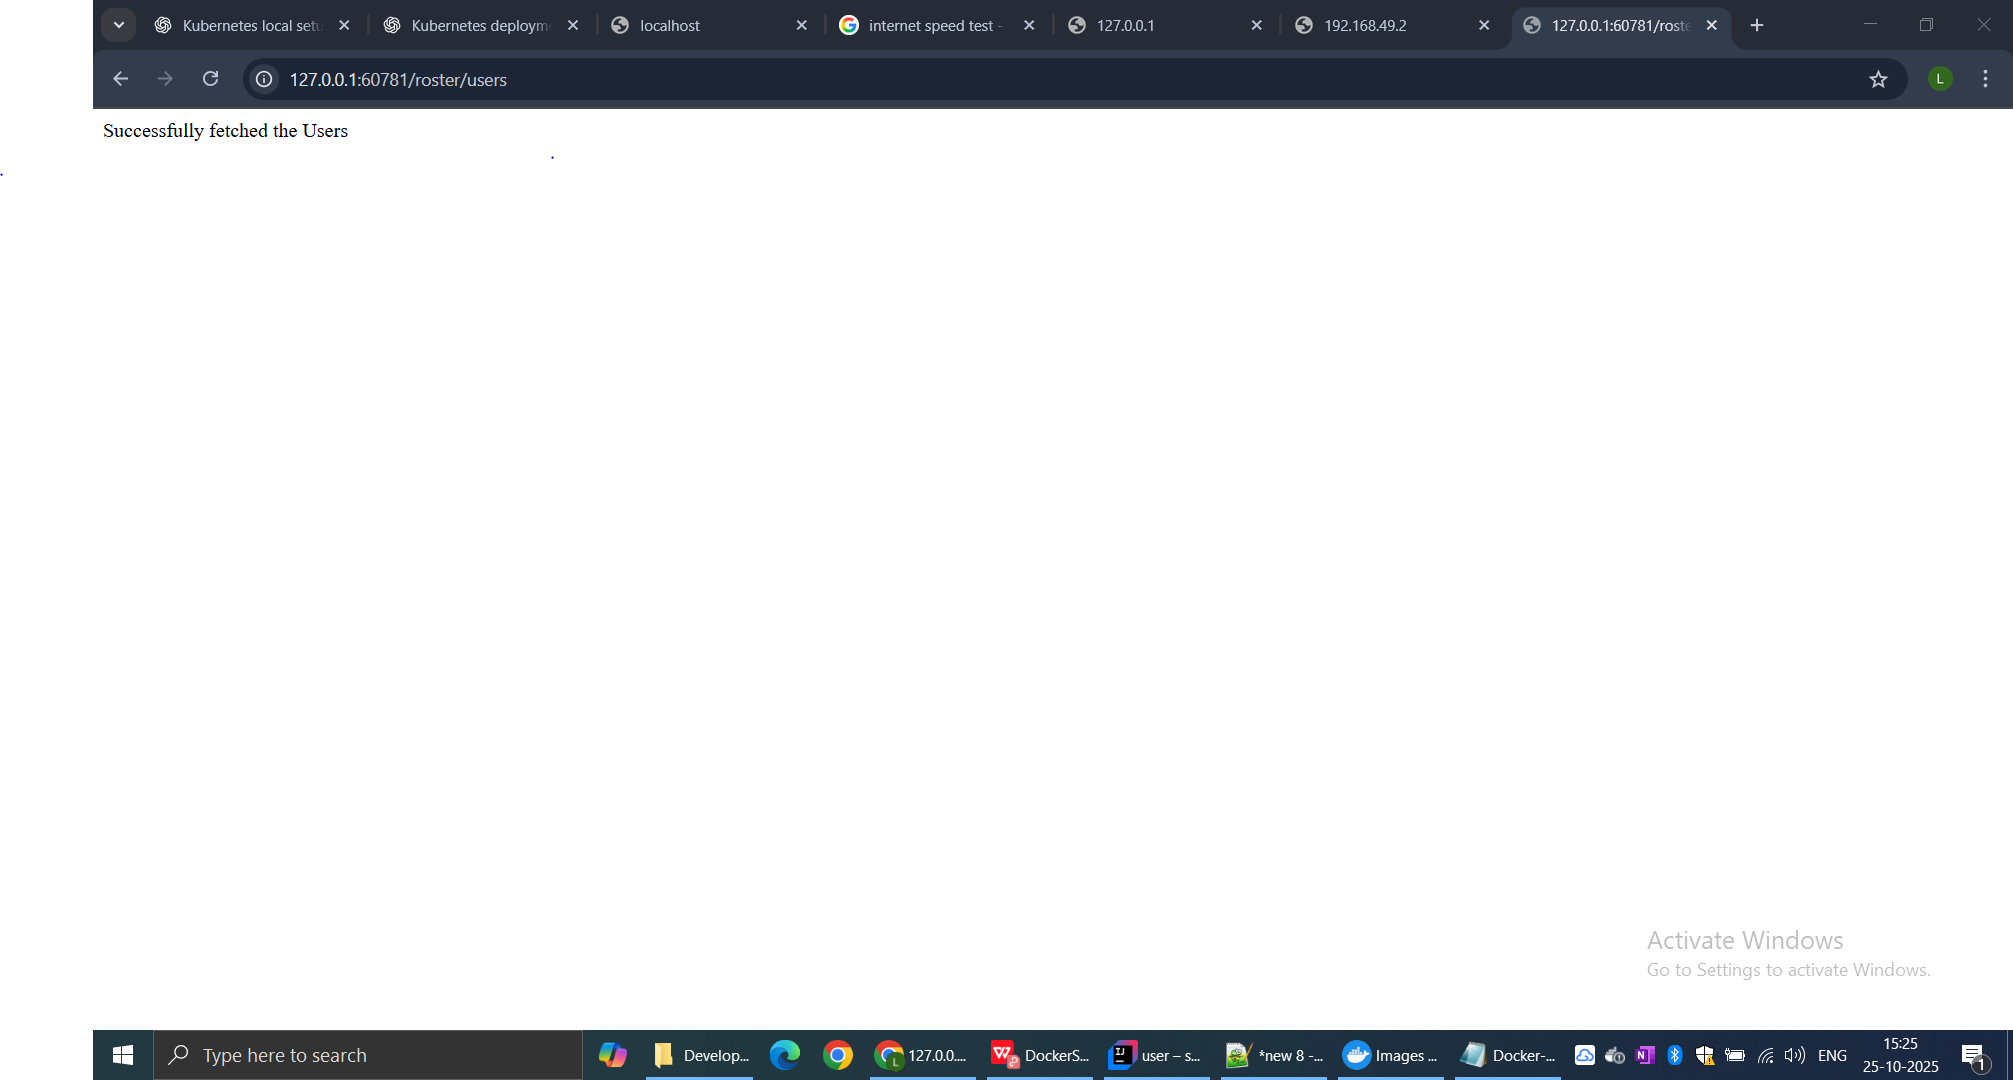 Kubernetes local setu
Kubernetes deploym
localhost
internet speed test -
127.0.0.1
192.168.49.2
127.0.0.1:60781/roste
127.0.0.1:60781/roster/users
L
Successfully fetched the Users
Activate Windows
Go to Settings to activate Windows.
Type here to search
Develop...
127.0.0....
DockerS...
user – s...
*new 8 -...
Images ...
Docker-...
ENG
15:25
25-10-2025
1